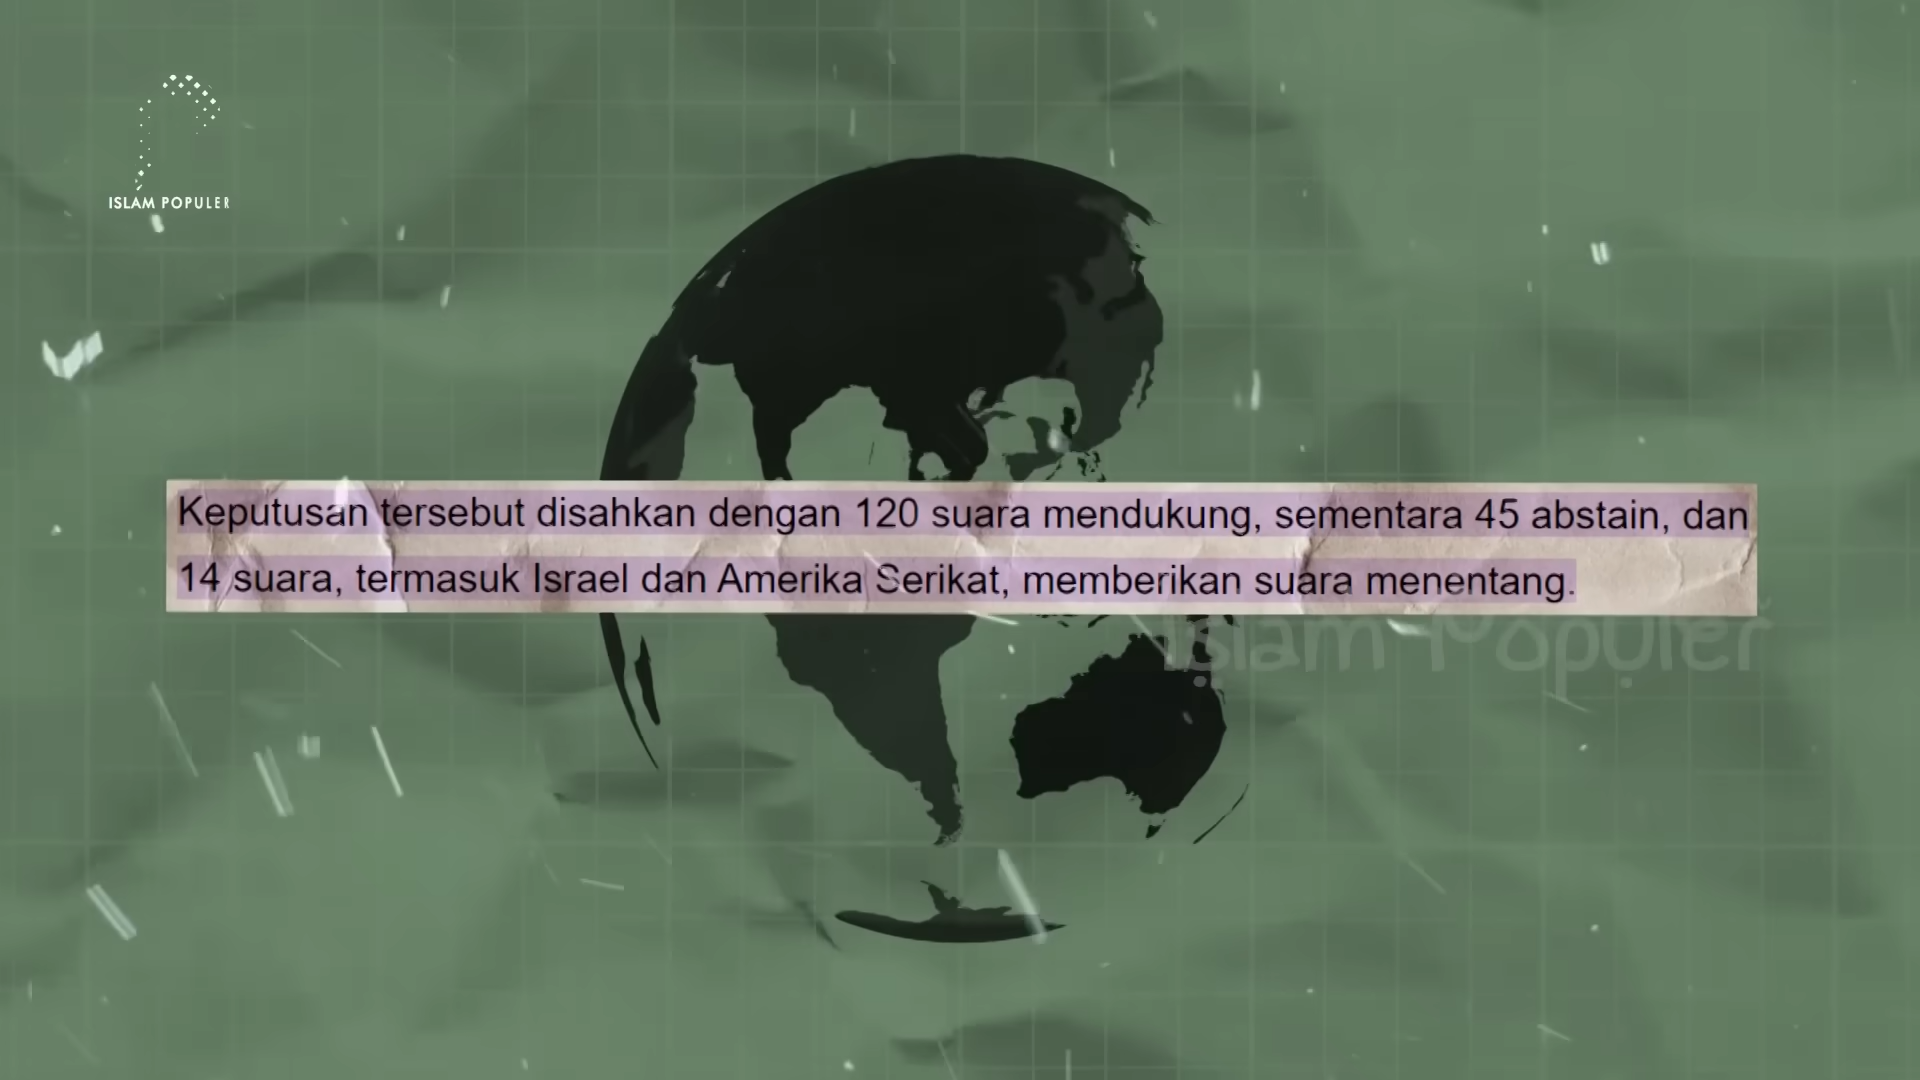 ISLAM POPULER
Keputusan tersebut disahkan dengan 120 suara mendukung, sementara 45 abstain, dan
14 suara, termasuk Israel dan Amerika Serikat, memberikan suara menentang.
Islam Populer